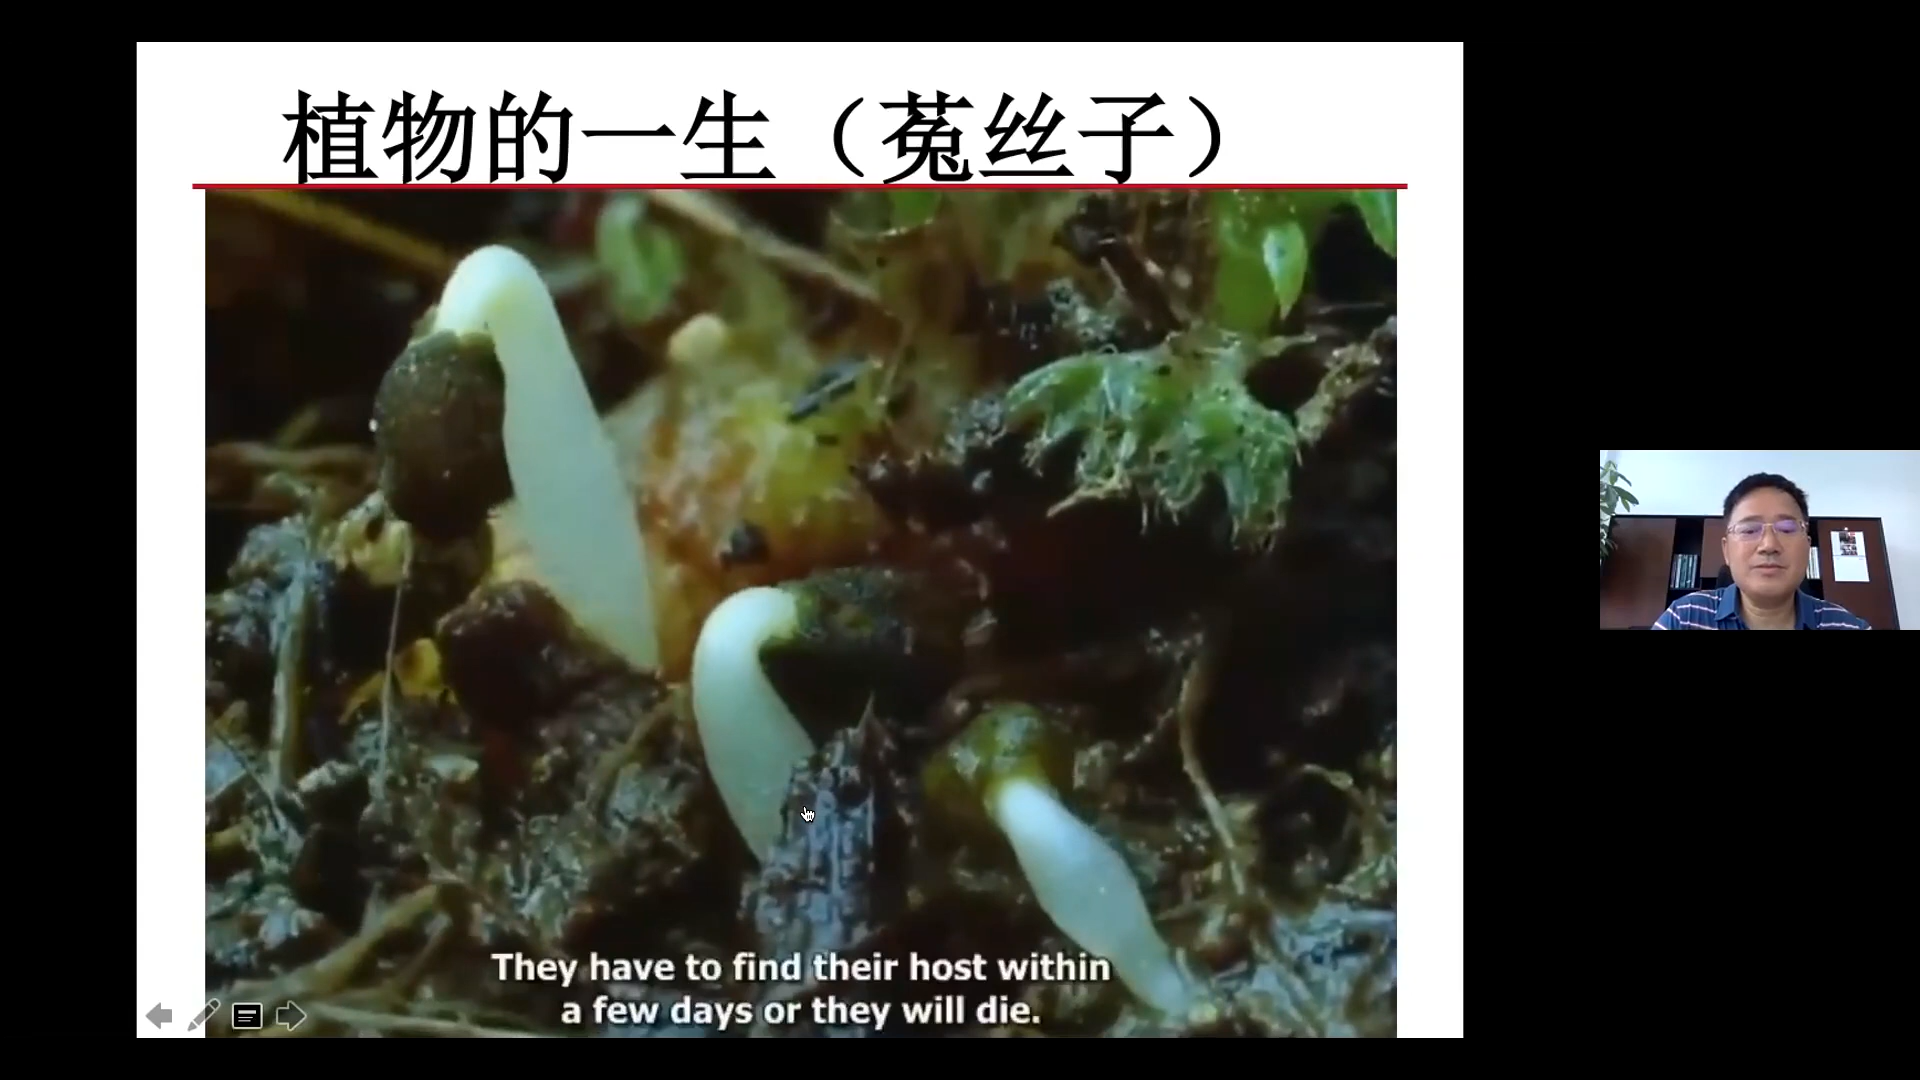 植物的一生（菟丝子）
They have to find their host within
a few days or they will die.